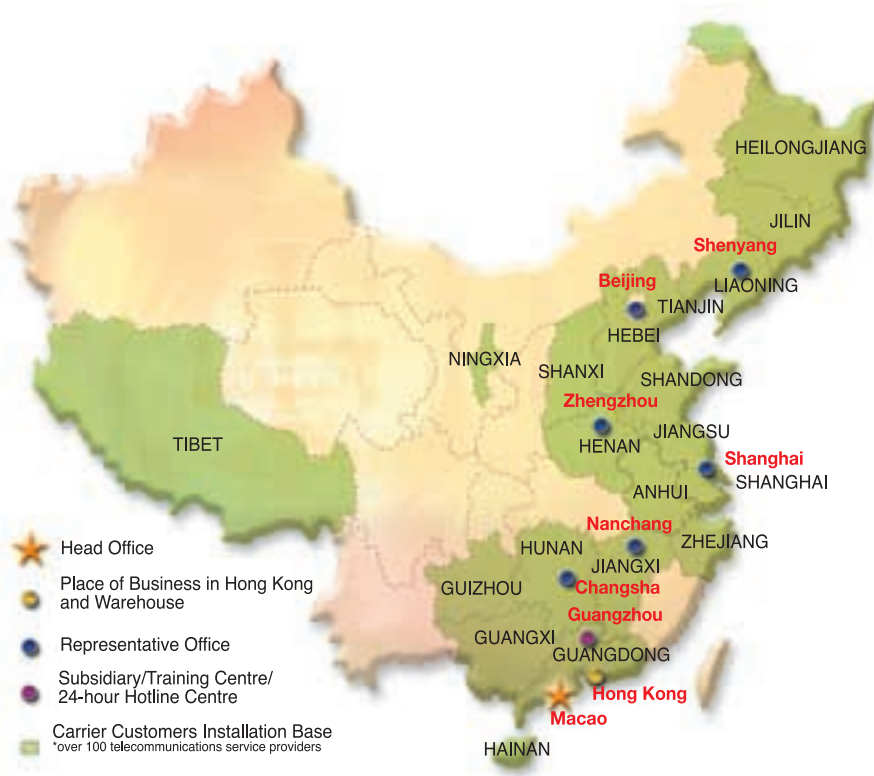 HEILONGJIANG
JILIN
Shenyang
LIAONING
Beijing
TIANJIN
HEBEI
NINGXIA
SHANXI
SHANDONG
Zhengzhou
JIANGSU
HENAN
TIBET
Shanghai
SHANGHAI
ANHUI
Nanchang
ZHEJIANG
HUNAN
JIANGXI
GUIZHOU
Changsha
Guangzhou
GUANGXI
GUANGDONG
Hong Kong
Macao
HAINAN
Head Office
Place of Business in Hong Kong
and Warehouse
Representative Office
Subsidiary/Training Centre/
24-hour Hotline Centre
Carrier Customers Installation Base
*over 100 telecommunications service providers